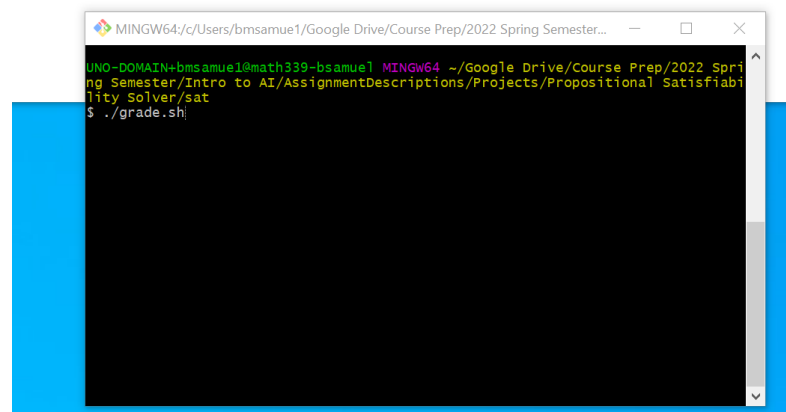 MINGW64:/c/Users/bmsamue1/Google Drive/Course Prep/2022 Spring Semester...
UNO-DOMAIN+bmsamue1@math339-bsamuel MINGW64 ~/Google Drive/Course Prep/2022 Spri
ng Semester/Intro to AI/AssignmentDescriptions/Projects/Propositional Satisfiabi
lity Solver/sat
$ ./grade.sh